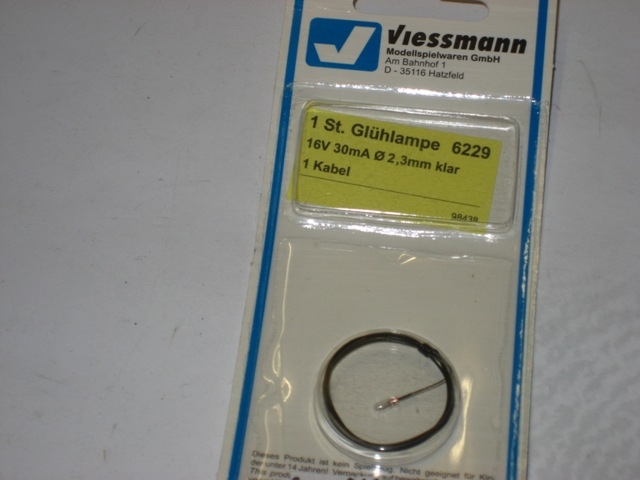 Viessmann
Modellspielwaren GmbH
Am Bahnhof 1
D - 35116 Hatzfeld
1 St. Glühlampe 6229
16V 30mA Ø 2,3mm klar
1 Kabel
98438
Dieses Produkt ist kein Spielzeug. Nicht geeignet für
der unter 14 Jahren!
This